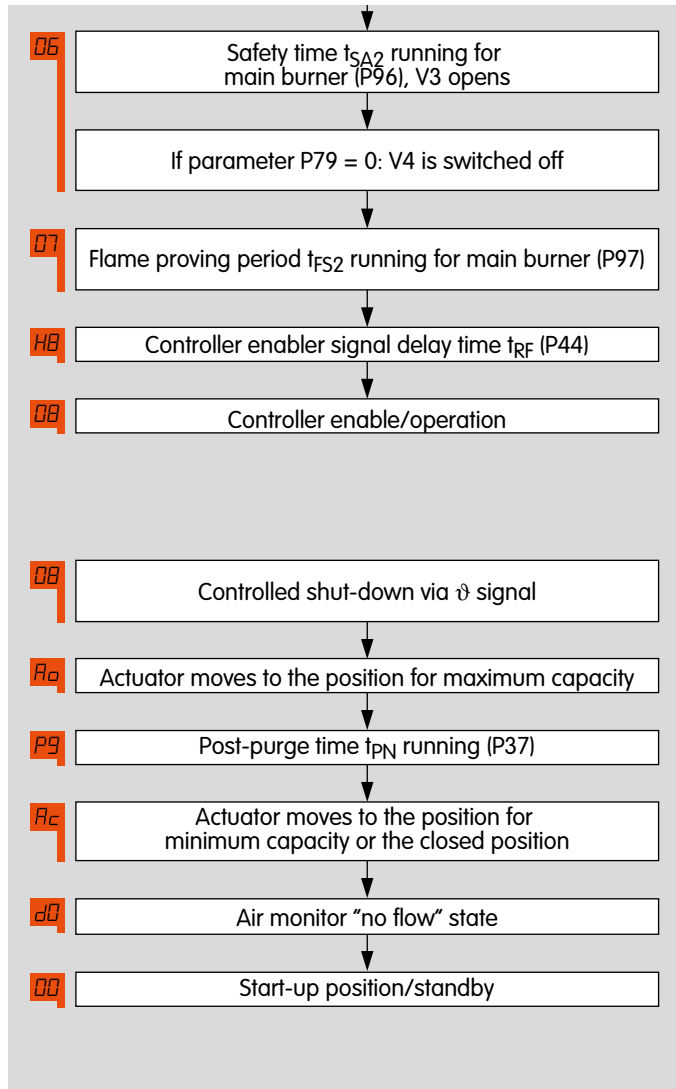 06
Safety time tSA2 running for
main burner (P96), V3 opens
If parameter P79 = 0: V4 is switched off
07
Flame proving period tFS2 running for main burner (P97)
H8
Controller enabler signal delay time tRF (P44)
08
Controller enable/operation
08
Controlled shut-down via ϑ signal
Ao
Actuator moves to the position for maximum capacity
P9
Post-purge time tPN running (P37)
Ac
Actuator moves to the position for
minimum capacity or the closed position
d0
Air monitor “no flow” state
00
Start-up position/standby